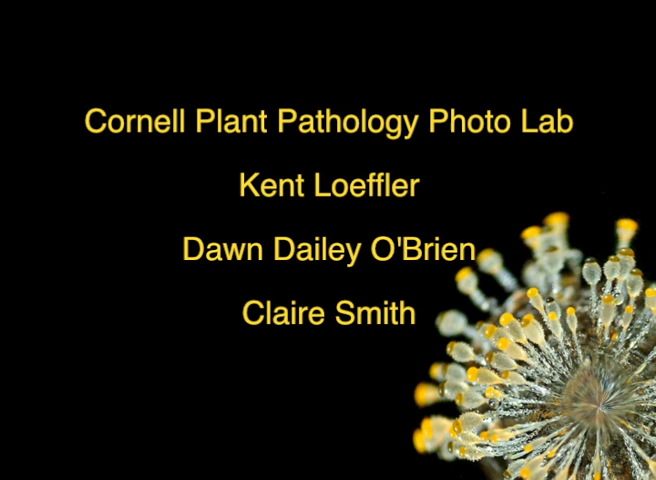 Cornell Plant Pathology Photo Lab
Kent Loeffler
Dawn Dailey O'Brien
Claire Smith